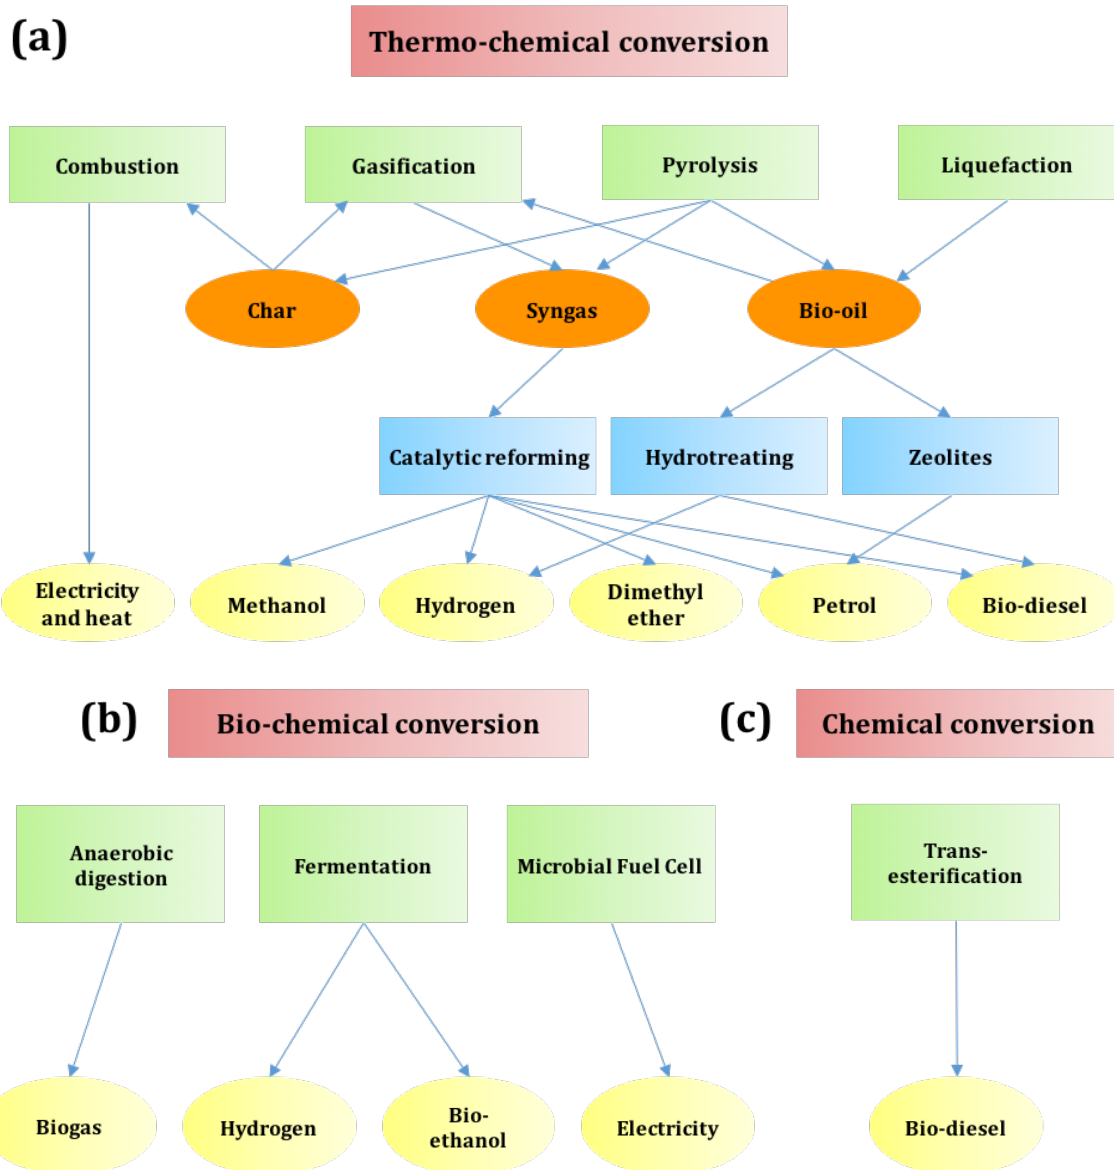 (a)
Thermo-chemical conversion
Combustion
Gasification
Pyrolysis
Liquefaction
Char
Syngas
Bio-oil
Catalytic reforming
Hydrotreating
Zeolites
Electricity
and heat
Methanol
Hydrogen
Dimethyl
ether
Petrol
Bio-diesel
(b)
Bio-chemical conversion
(c)
Chemical conversion
Anaerobic
digestion
Fermentation
Microbial Fuel Cell
Trans-
esterification
Biogas
Hydrogen
Bio-
ethanol
Electricity
Bio-diesel